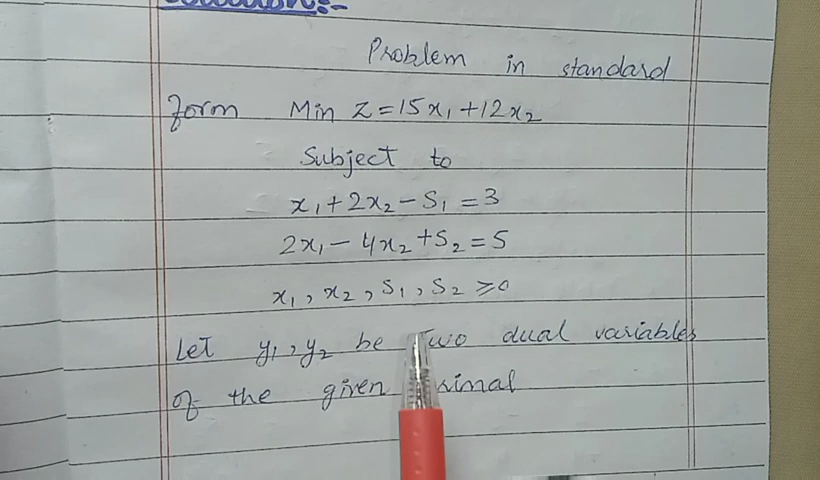 Problem in standard
form Min Z = 15x₁ + 12x₂
Subject to
x₁ + 2x₂ - S₁ = 3
2x₁ - 4x₂ + S₂ = 5
x₁, x₂, S₁, S₂ ≥ 0
Let y₁, y₂ be Two dual variables
of the given